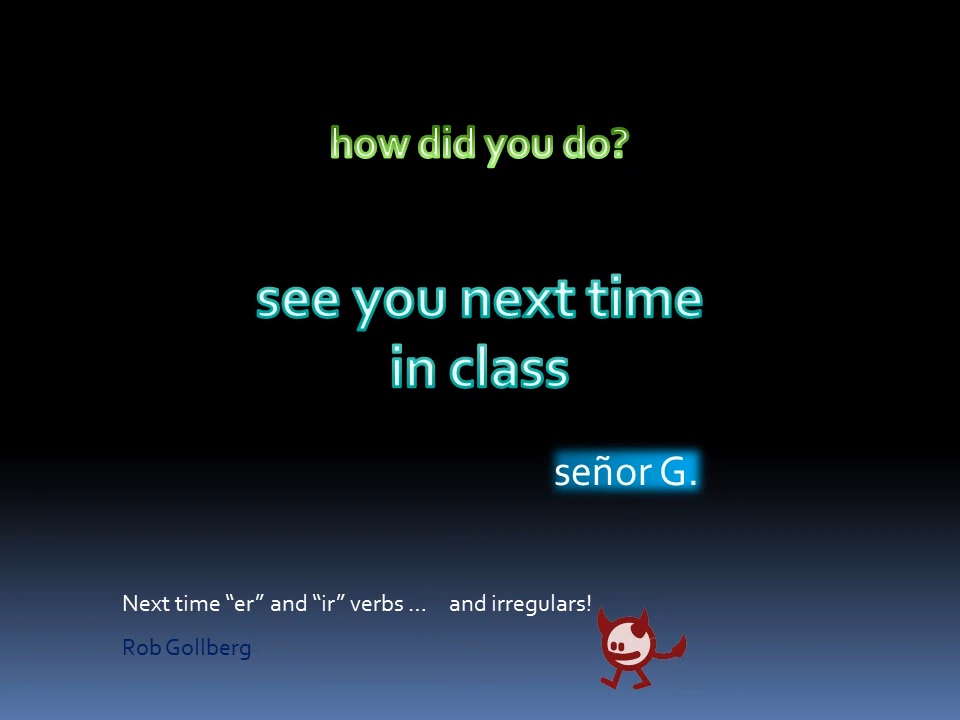 how did you do?
see you next time
in class
señor G.
Next time “er” and “ir” verbs ... and irregulars!
Rob Gollberg